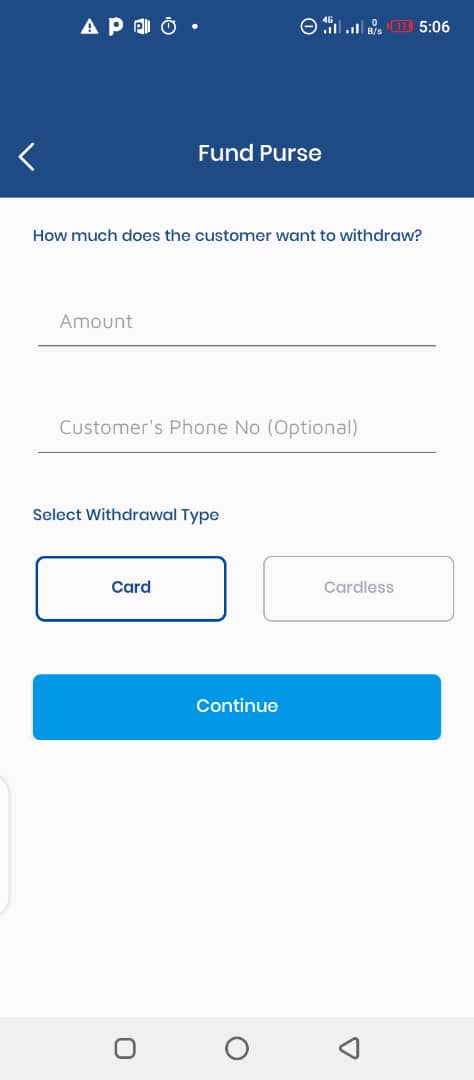 4G
0
B/s
11
5:06
Fund Purse
How much does the customer want to withdraw?
Amount
Customer's Phone No (Optional)
Select Withdrawal Type
Card
Cardless
Continue